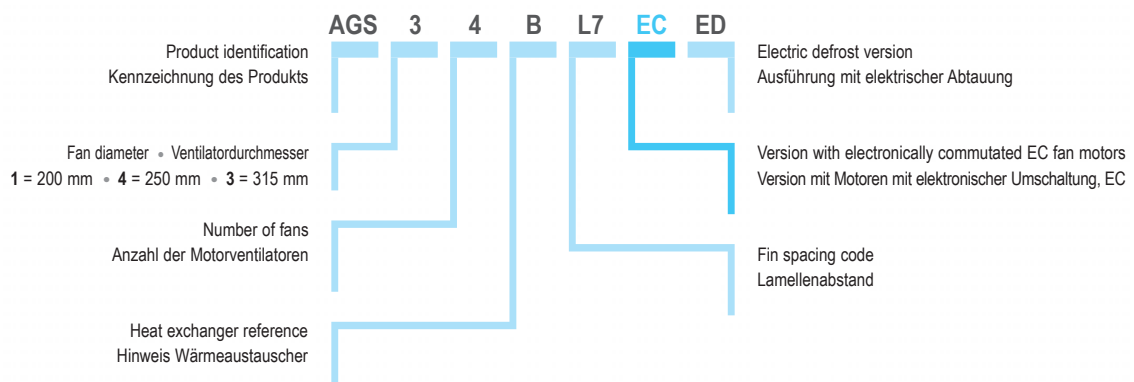 AGS 3 4 B L7 EC ED
Product identification
Kennzeichnung des Produkts
Electric defrost version
Ausführung mit elektrischer Abtauung
Fan diameter • Ventilatordurchmesser
1 = 200 mm • 4 = 250 mm • 3 = 315 mm
Version with electronically commutated EC fan motors
Version mit Motoren mit elektronischer Umschaltung, EC
Number of fans
Anzahl der Motorventilatoren
Fin spacing code
Lamellenabstand
Heat exchanger reference
Hinweis Wärmeaustauscher